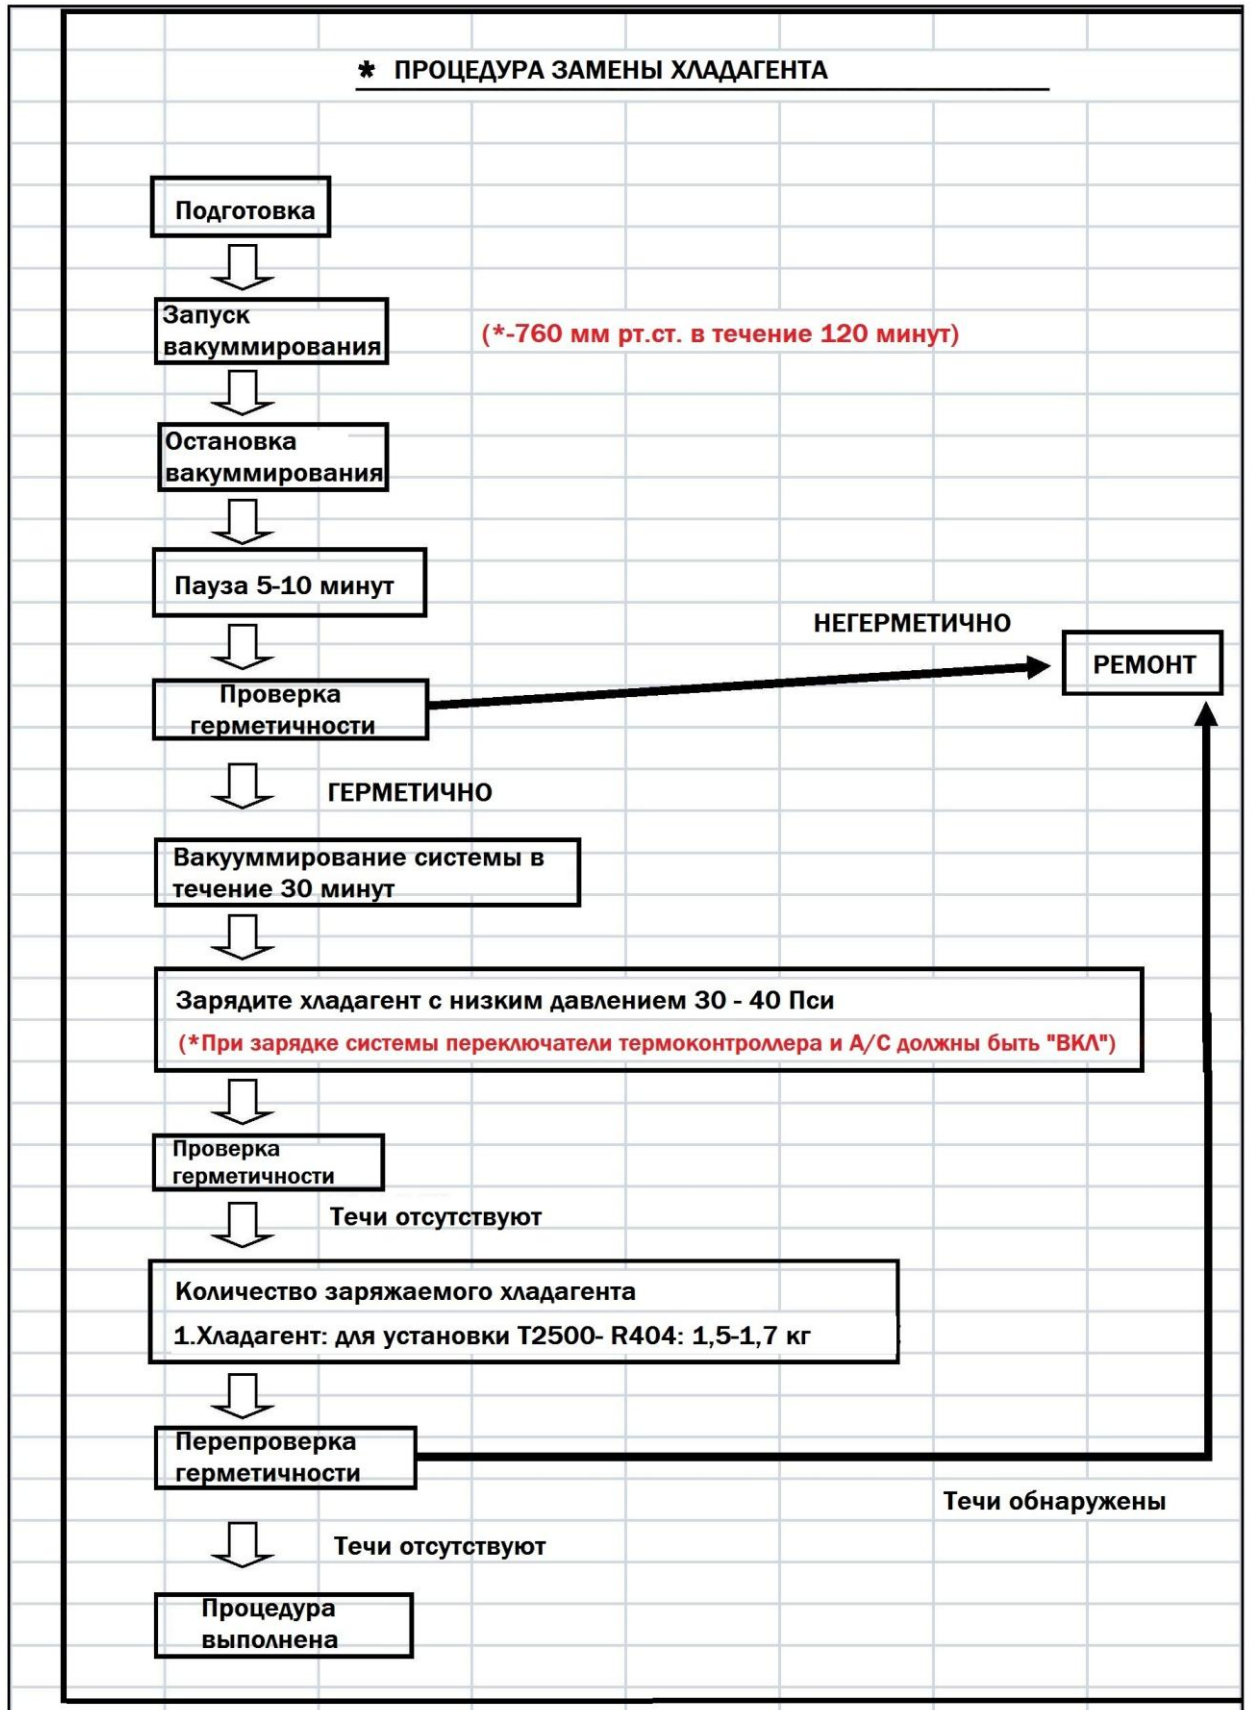 * ПРОЦЕДУРА ЗАМЕНЫ ХЛАДАГЕНТА
Подготовка
Запуск
вакуммирования
(*-760 мм рт.ст. в течение 120 минут)
Остановка
вакуммирования
Пауза 5-10 минут
НЕГЕРМЕТИЧНО
РЕМОНТ
Проверка
герметичности
ГЕРМЕТИЧНО
Вакууммирование системы в
течение 30 минут
Зарядите хладагент с низким давлением 30 - 40 Пси
(*При зарядке системы переключатели термоконтроллера и A/C должны быть "ВКЛ")
Проверка
герметичности
Течи отсутствуют
Количество заряжаемого хладагента
1.Хладагент: для установки T2500- R404: 1,5-1,7 кг
Перепроверка
герметичности
Течи обнаружены
Течи отсутствуют
Процедура
выполнена